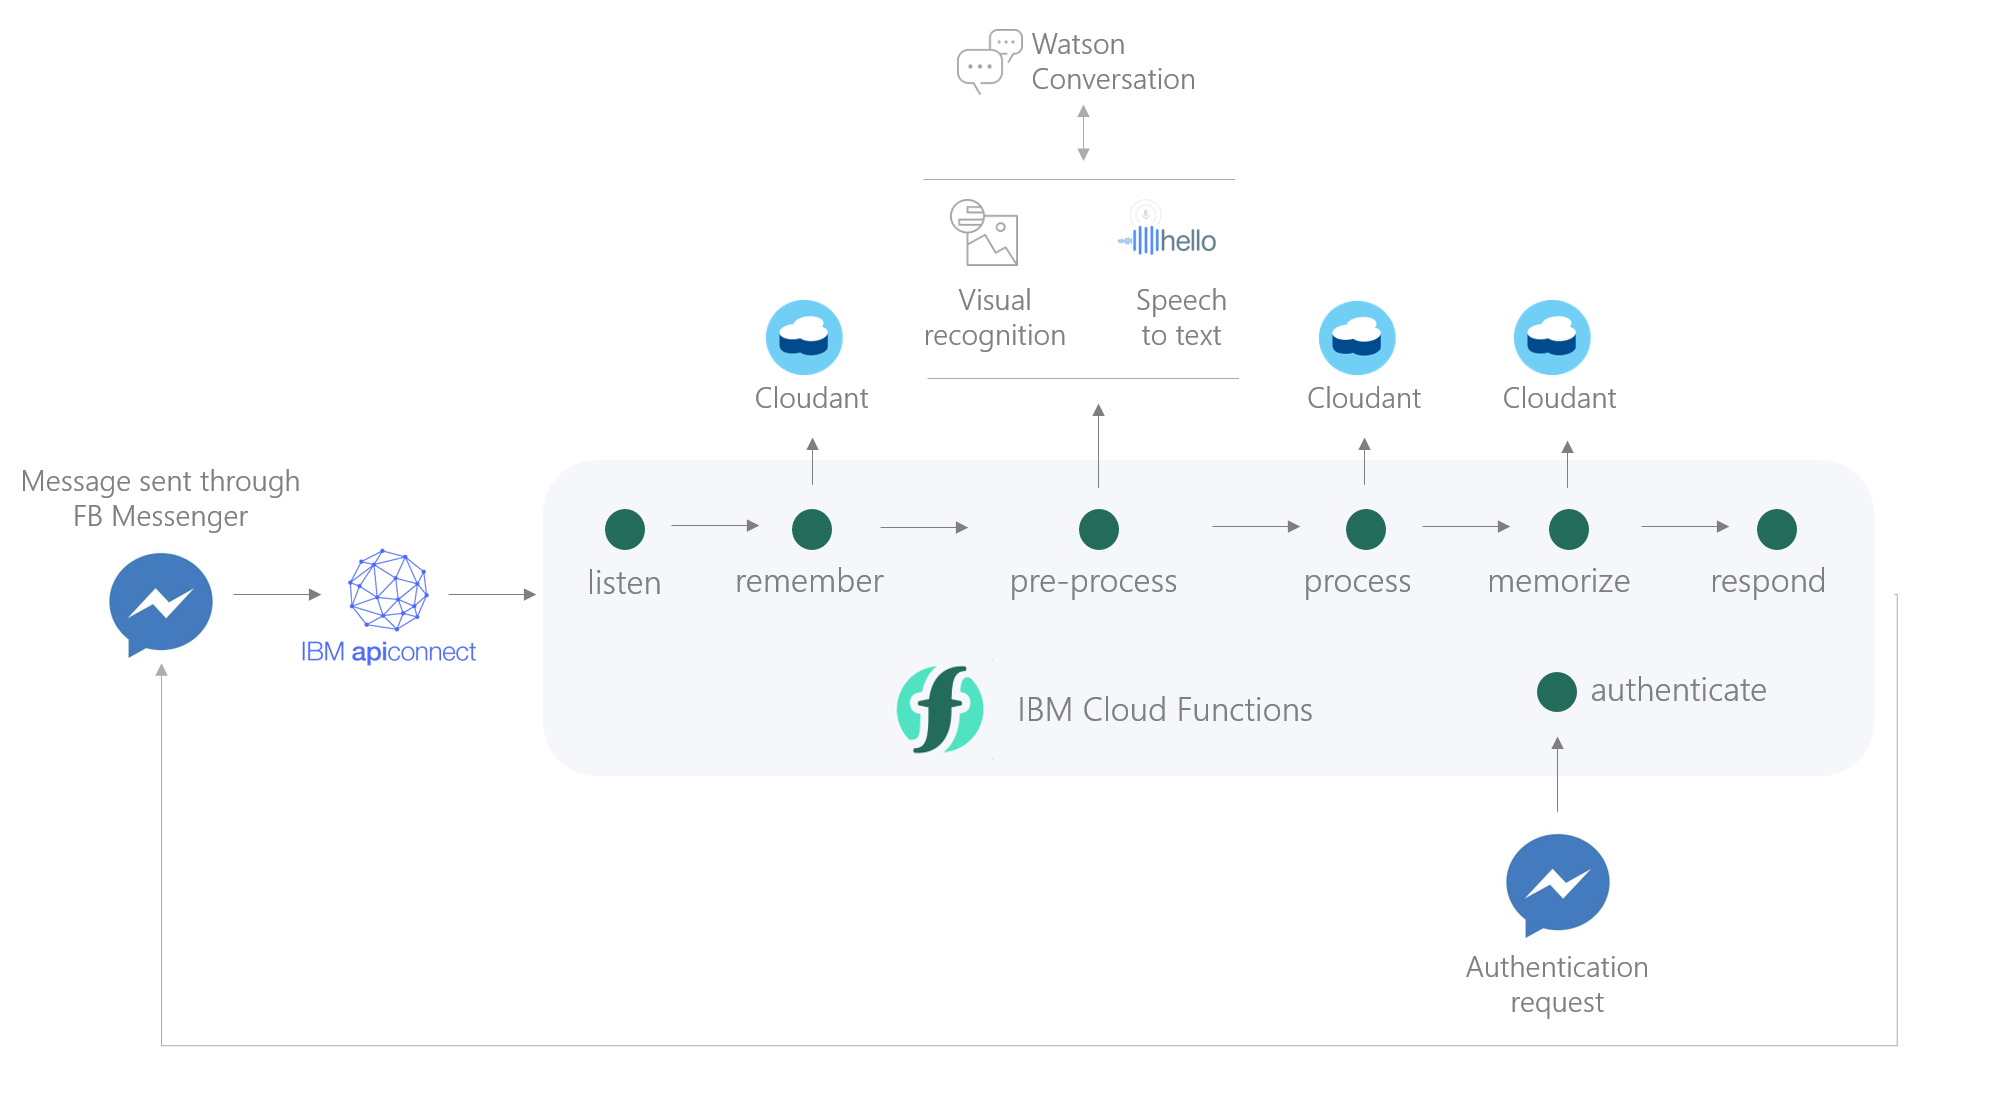 Watson
Conversation
hello
Visual
recognition
Speech
to text
Cloudant
Cloudant
Cloudant
Message sent through
FB Messenger
IBM apiconnect
listen
remember
pre-process
process
memorize
respond
IBM Cloud Functions
authenticate
Authentication
request